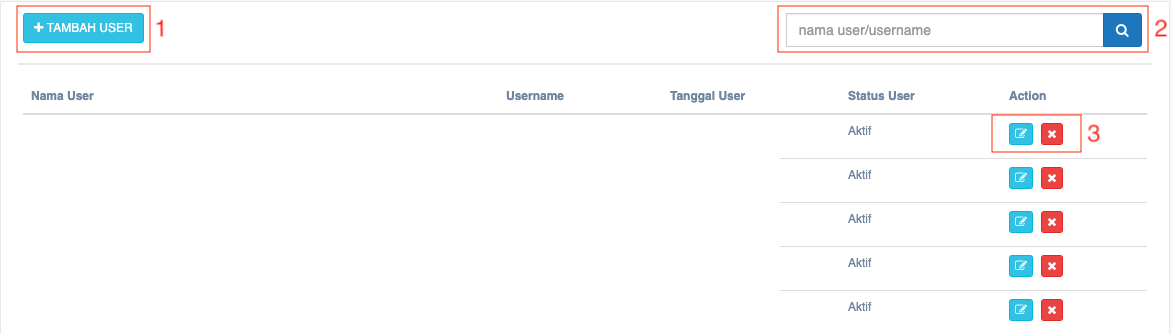 TAMBAH USER 1
nama user/username 2
Nama User Username Tanggal User Status User Action
Aktif 3
Aktif
Aktif
Aktif
Aktif